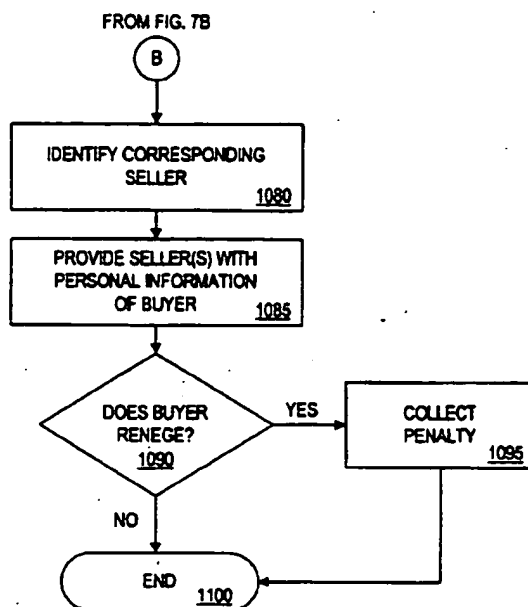 FROM FIG. 7B
B
IDENTIFY CORRESPONDING
SELLER
1080
PROVIDE SELLER(S) WITH
PERSONAL INFORMATION
OF BUYER
1085
DOES BUYER
RENEGE?
1090
YES
COLLECT
PENALTY
1095
NO
END
1100